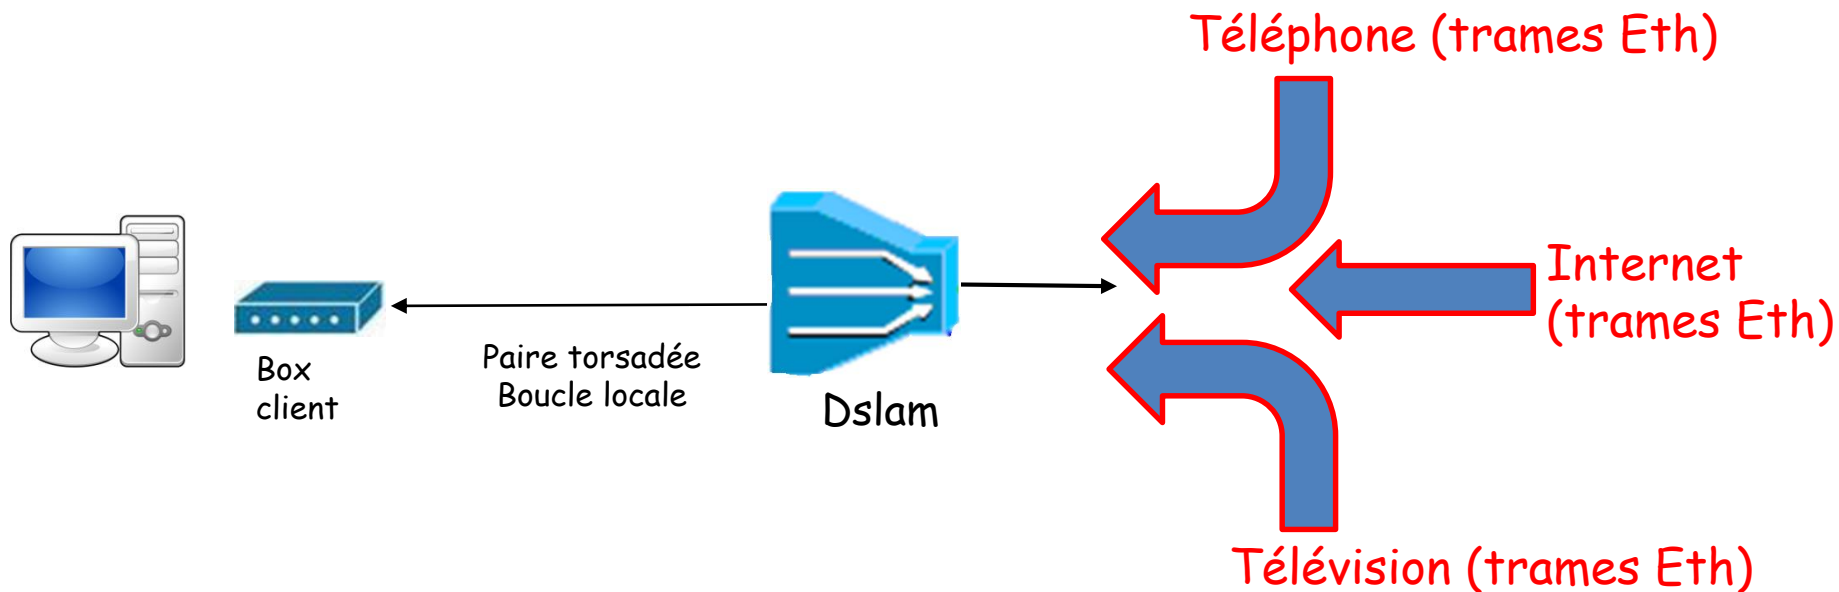 Téléphone (trames Eth)
Internet
(trames Eth)
Box
client
Paire torsadée
Boucle locale
Dslam
Télévision (trames Eth)